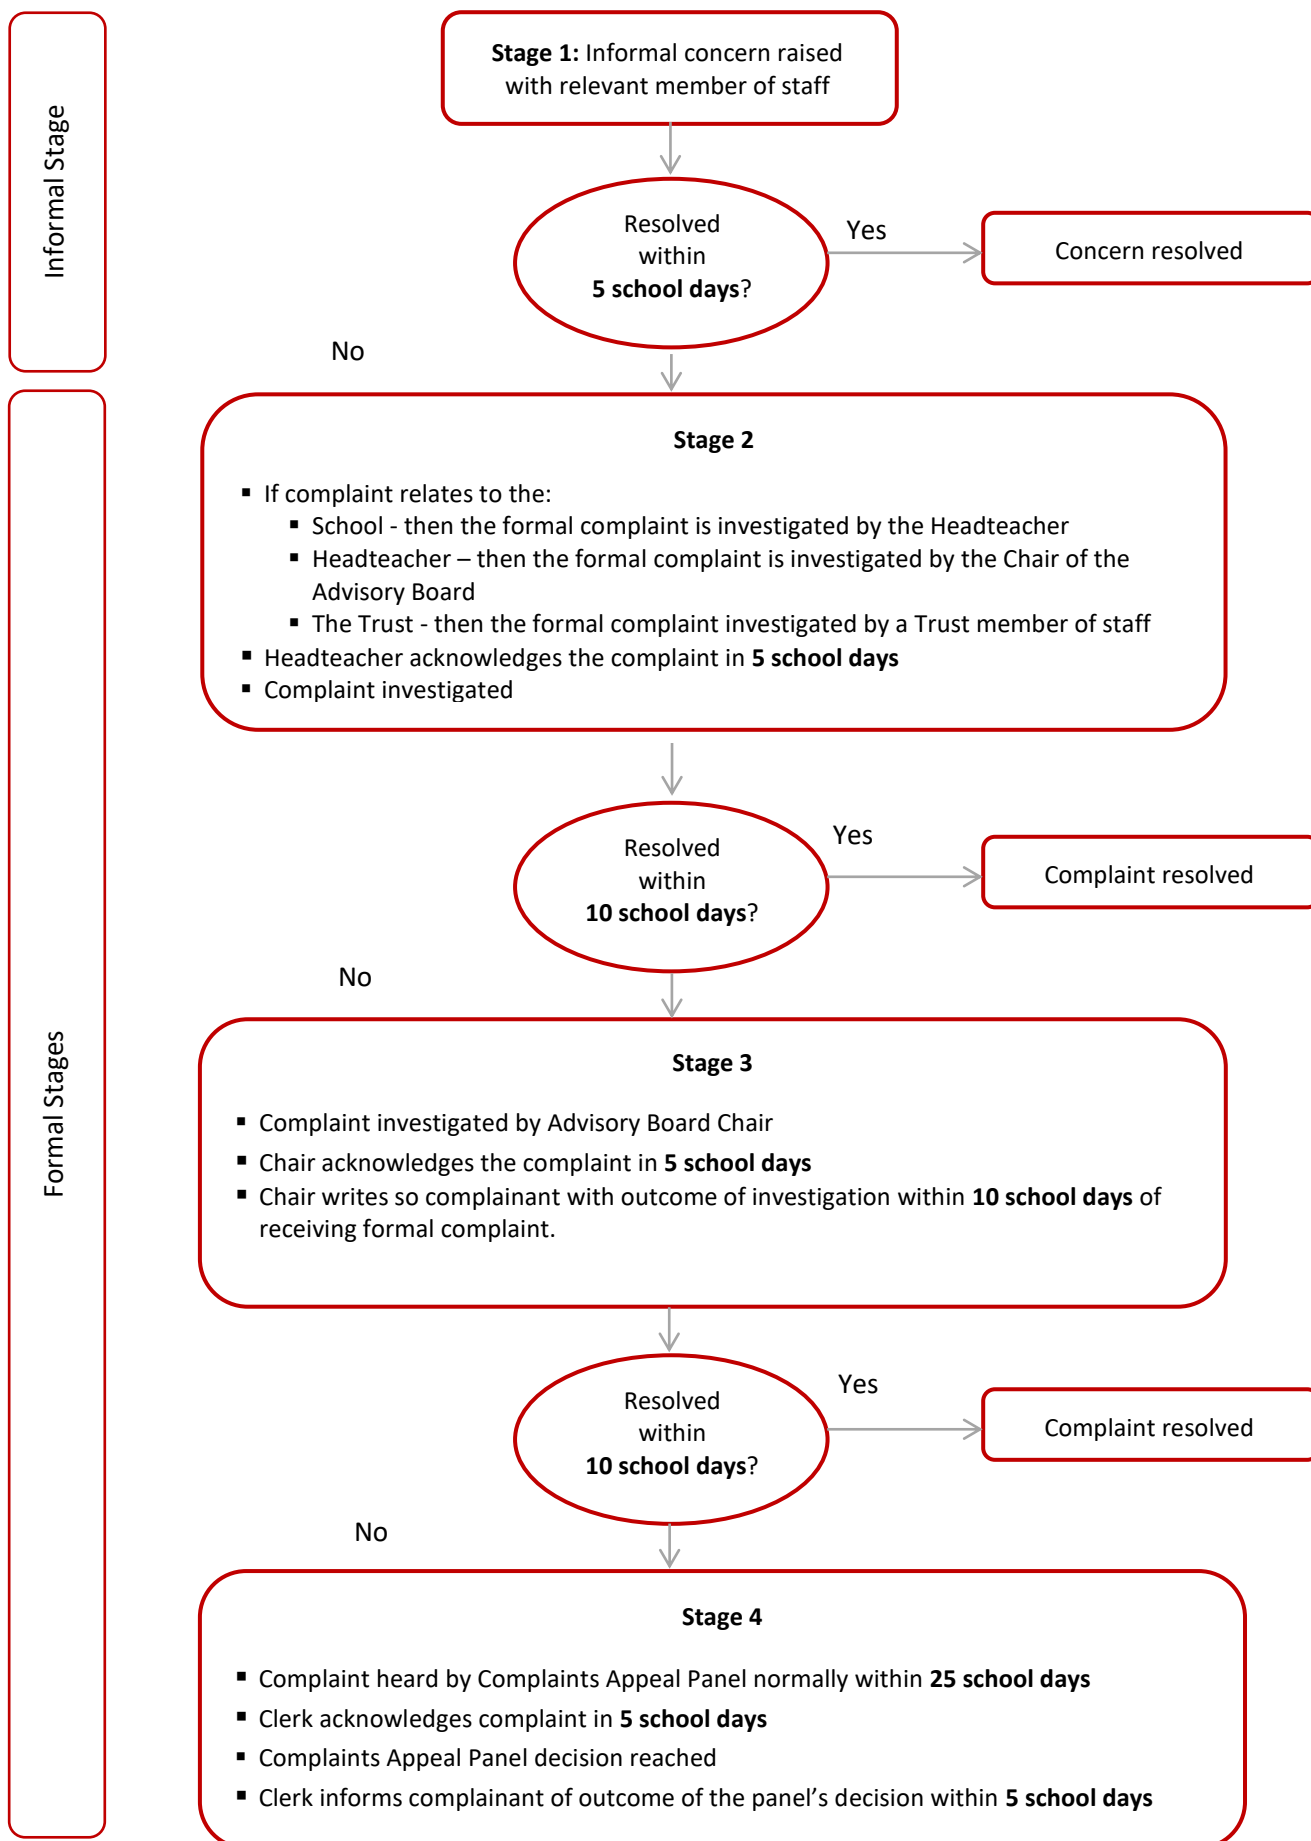 Informal Stage
Stage 1: Informal concern raised
with relevant member of staff
Resolved
within
5 school days?
Yes
Concern resolved
No
Formal Stages
Stage 2
▪ If complaint relates to the:
▪ School - then the formal complaint is investigated by the Headteacher
▪ Headteacher – then the formal complaint is investigated by the Chair of the
Advisory Board
▪ The Trust - then the formal complaint investigated by a Trust member of staff
▪ Headteacher acknowledges the complaint in 5 school days
▪ Complaint investigated
Resolved
within
10 school days?
Yes
Complaint resolved
No
Stage 3
▪ Complaint investigated by Advisory Board Chair
▪ Chair acknowledges the complaint in 5 school days
▪ Chair writes so complainant with outcome of investigation within 10 school days of
receiving formal complaint.
Resolved
within
10 school days?
Yes
Complaint resolved
No
Stage 4
▪ Complaint heard by Complaints Appeal Panel normally within 25 school days
▪ Clerk acknowledges complaint in 5 school days
▪ Complaints Appeal Panel decision reached
▪ Clerk informs complainant of outcome of the panel’s decision within 5 school days